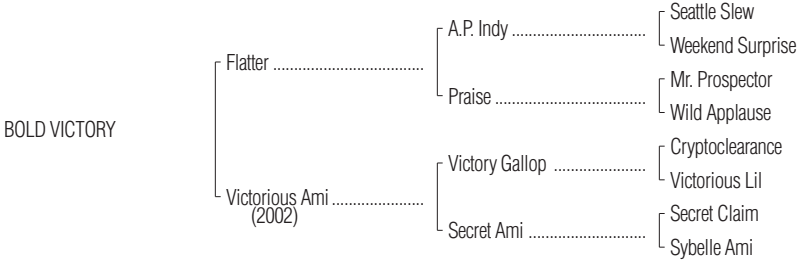 Seattle Slew
A.P. Indy ..................................
Weekend Surprise
Flatter ......................................
Mr. Prospector
Praise ......................................
Wild Applause
BOLD VICTORY
Cryptoclearance
Victory Gallop .......................
Victorious Lil
Victorious Ami .......................
(2002)
Secret Claim
Secret Ami .............................
Sybelle Ami